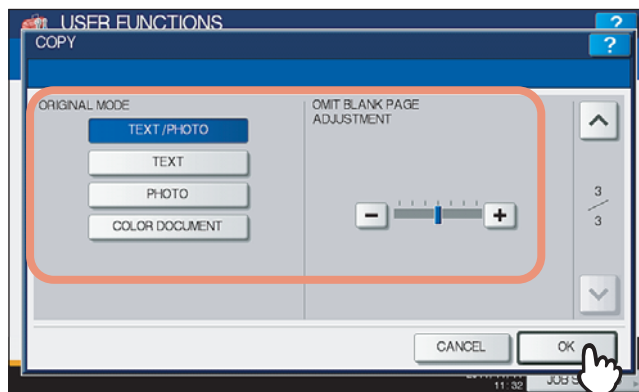 USER FUNCTIONS
?
COPY
?
ORIGINAL MODE
TEXT/PHOTO
TEXT
PHOTO
COLOR DOCUMENT
OMIT BLANK PAGE
ADJUSTMENT
-
+
3
3
CANCEL
OK
11:32
JOB S